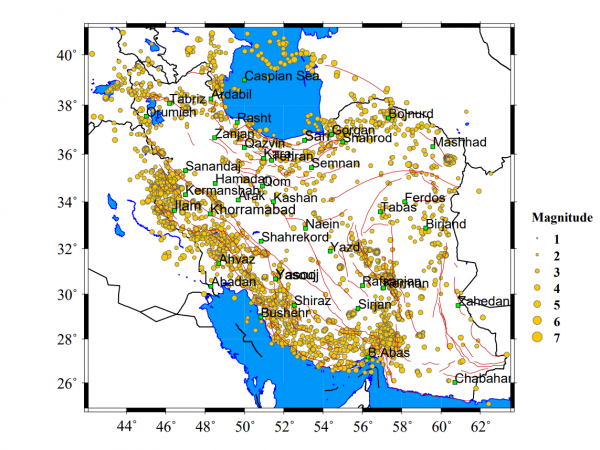 40°
38°
36°
34°
32°
30°
28°
26°
44°
46°
48°
50°
52°
54°
56°
58°
60°
62°
Caspian Sea
Ardabil
Tabriz
Orumieh
Rasht
Zanjan
Qazvin
Karaj
Tehran
Sari
Gorgan
Shahrod
Bojnurd
Mashhad
Semnan
Sanandaj
Hamadan
Qom
Kermanshah
Arak
Kashan
Ilam
Khorramabad
Tabas
Ferdos
Birjand
Naein
Shahrekord
Yazd
Ahvaz
Yasouj
Abadan
Rafsanjan
Kerman
Shiraz
Sirjan
Bushehr
Zahedan
B.Abas
Chabahar
Magnitude
1
2
3
4
5
6
7